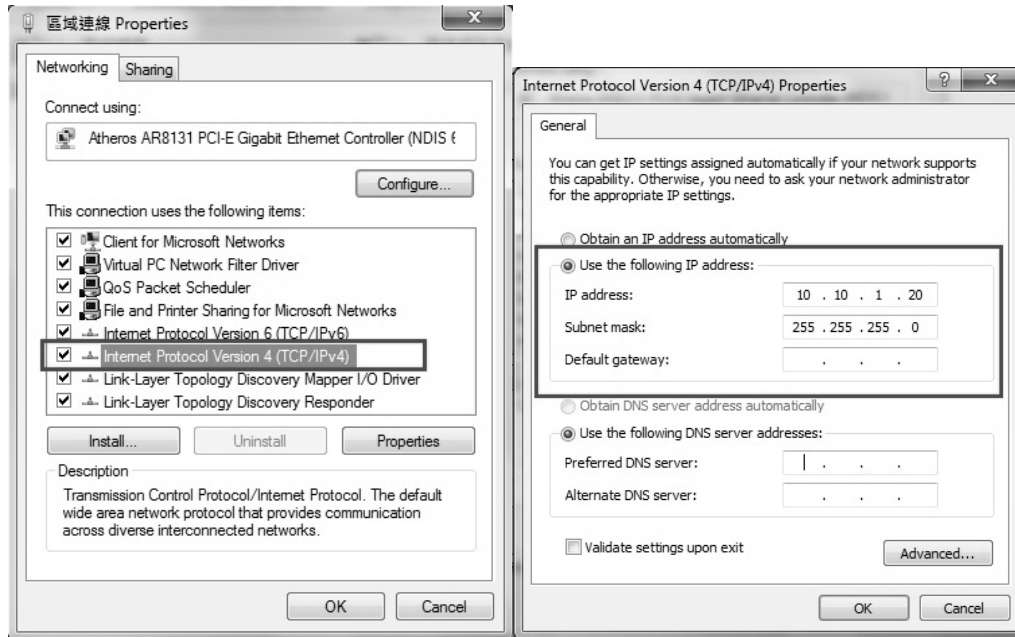 區域連線 Properties
Networking
Sharing
Connect using:
Atheros AR8131 PCI-E Gigabit Ethernet Controller (NDIS 6
Configure...
This connection uses the following items:
Client for Microsoft Networks
Virtual PC Network Filter Driver
QoS Packet Scheduler
File and Printer Sharing for Microsoft Networks
Internet Protocol Version 6 (TCP/IPv6)
Internet Protocol Version 4 (TCP/IPv4)
Link-Layer Topology Discovery Mapper I/O Driver
Link-Layer Topology Discovery Responder
Install...
Uninstall
Properties
Description
Transmission Control Protocol/Internet Protocol. The default
wide area network protocol that provides communication
across diverse interconnected networks.
OK
Cancel
Internet Protocol Version 4 (TCP/IPv4) Properties
General
You can get IP settings assigned automatically if your network supports
this capability. Otherwise, you need to ask your network administrator
for the appropriate IP settings.
Obtain an IP address automatically
Use the following IP address:
IP address: 10 . 10 . 1 . 20
Subnet mask: 255 . 255 . 255 . 0
Default gateway: . . .
Obtain DNS server address automatically
Use the following DNS server addresses:
Preferred DNS server: . . .
Alternate DNS server: . . .
Validate settings upon exit
Advanced...
OK
Cancel